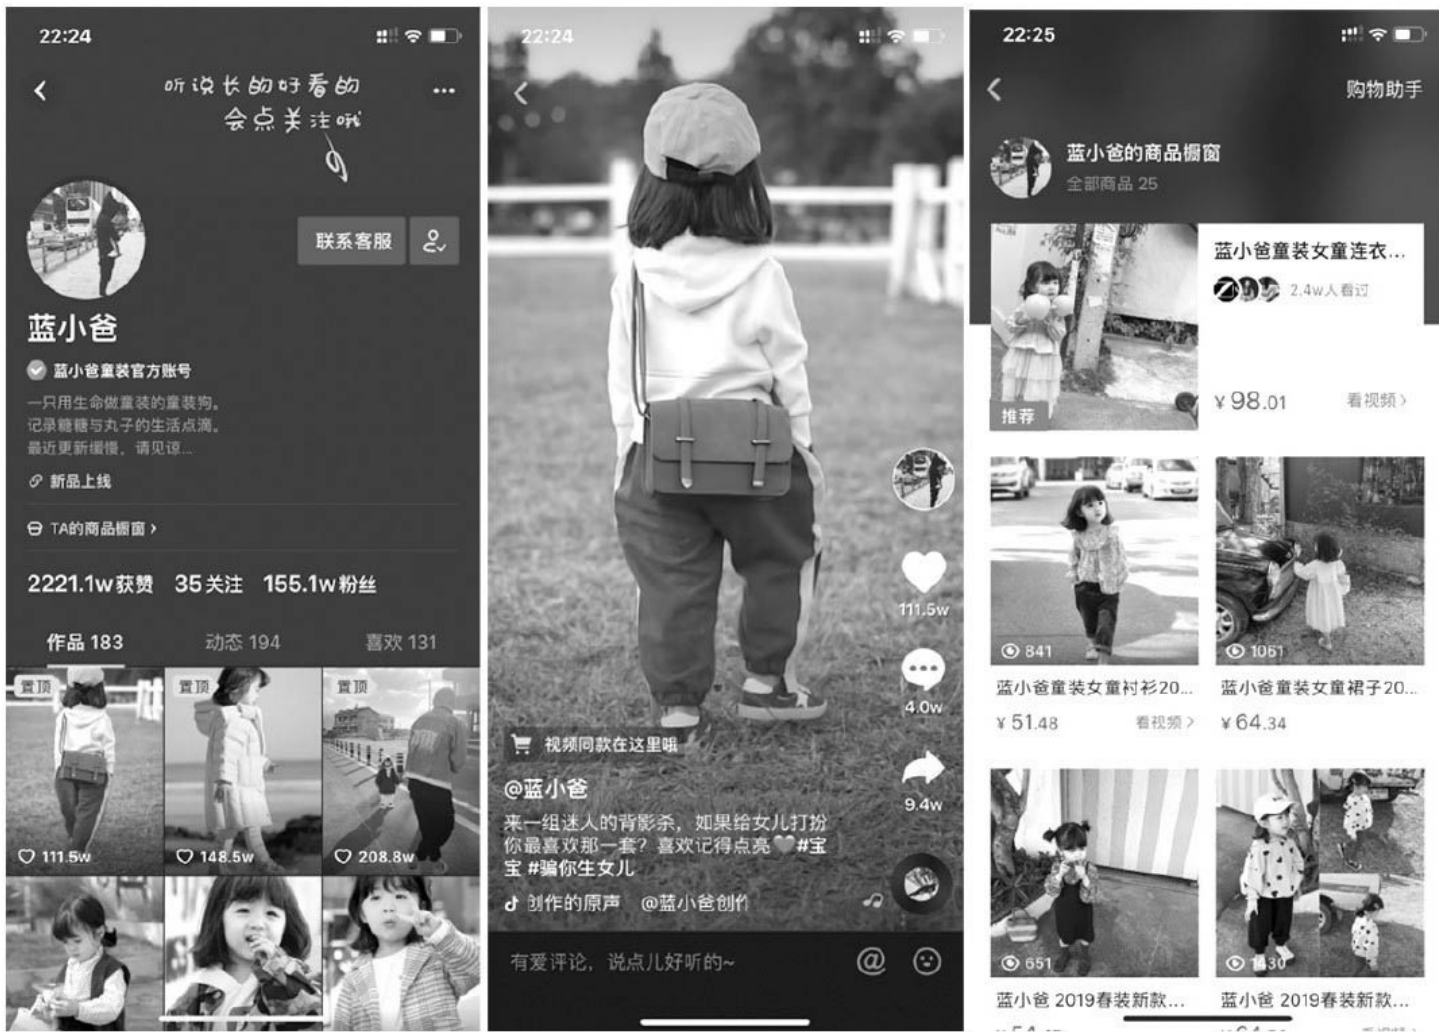 22:24
听说长的好看的
会点关注哦
联系客服
蓝小爸
蓝小爸童装官方账号
一只用生命做童装的童装狗。
记录糖糖与丸子的生活点滴。
最近更新缓慢，请见谅...
新品上线
TA的商品橱窗
2221.1w获赞 35关注 155.1w粉丝
作品 183 动态 194 喜欢 131
置顶 置顶 置顶
111.5w 148.5w 208.8w
22:24
111.5w
4.0w
9.4w
视频同款在这里哦
@蓝小爸
来一组迷人的背影杀，如果给女儿打扮
你最喜欢那一套？喜欢记得点亮🖤#宝
宝 #骗你生女儿
创作的原声 @蓝小爸创作
有爱评论，说点儿好听的~
22:25
购物助手
蓝小爸的商品橱窗
全部商品 25
蓝小爸童装女童连衣...
2.4w人看过
¥98.01 看视频
推荐
841 1061
蓝小爸童装女童衬衫20... 蓝小爸童装女童裙子20...
¥51.48 看视频 ¥64.34
651 1430
蓝小爸 2019春装新款... 蓝小爸 2019春装新款...